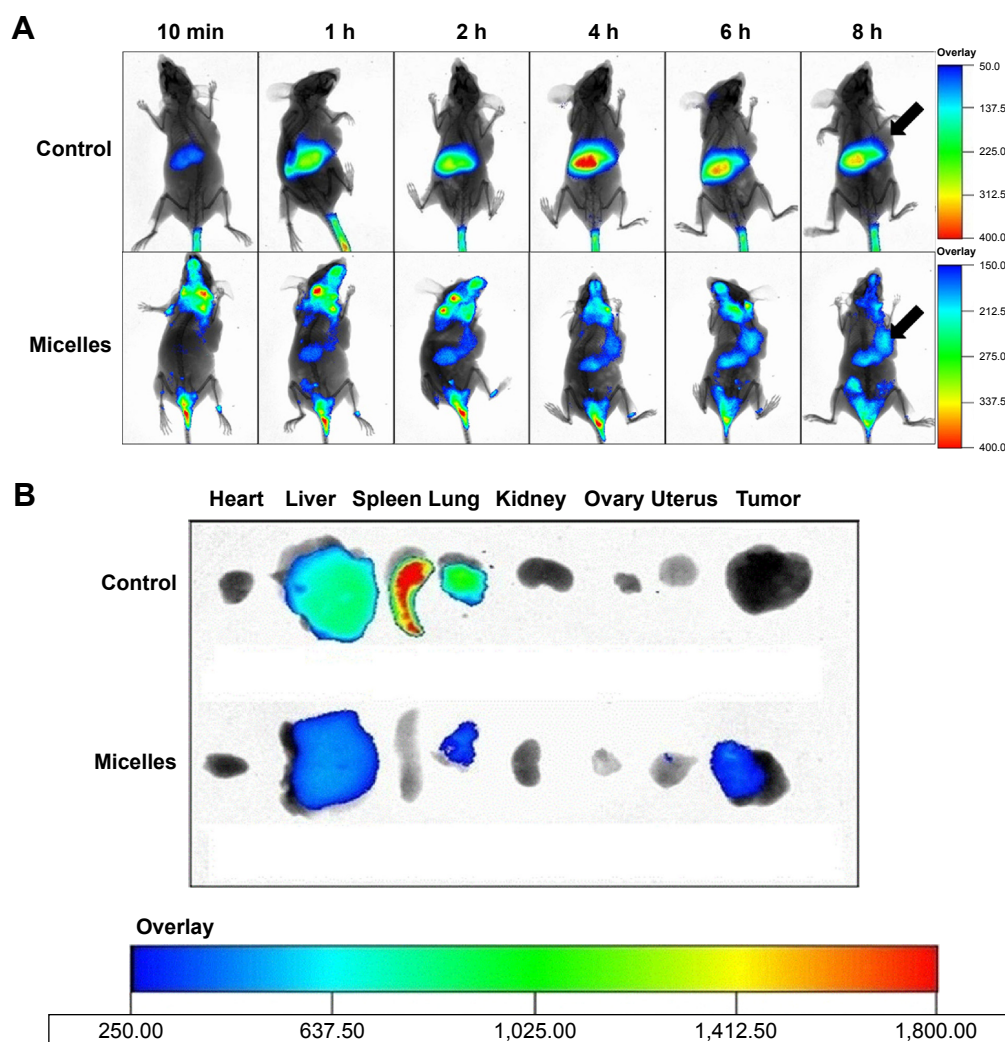 A
10 min 1 h 2 h 4 h 6 h 8 h
Overlay
50.0
137.5
225.0
312.5
400.0
Control
Overlay
150.0
212.5
275.0
337.5
400.0
Micelles
B
Heart Liver Spleen Lung Kidney Ovary Uterus Tumor
Control
Micelles
Overlay
250.00 637.50 1,025.00 1,412.50 1,800.00